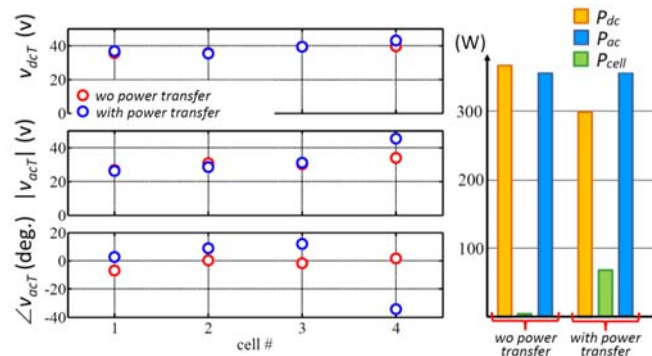 v_dcT (v)
40
20
0
wo power transfer
with power transfer
|v_acT| (v)
40
20
0
∠v_acT (deg.)
20
0
-20
-40
1
2
3
4
cell #
P_dc
P_ac
P_cell
(W)
300
200
100
wo power
transfer
with power
transfer